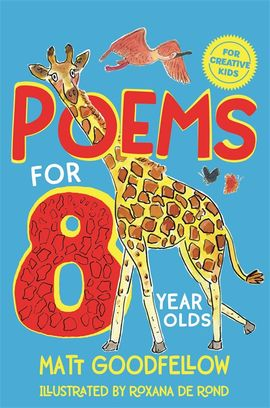 FOR
CREATIVE
KIDS
POEMS
FOR
8
YEAR
OLDS
MATT GOODFELLOW
ILLUSTRATED BY ROXANA DE ROND